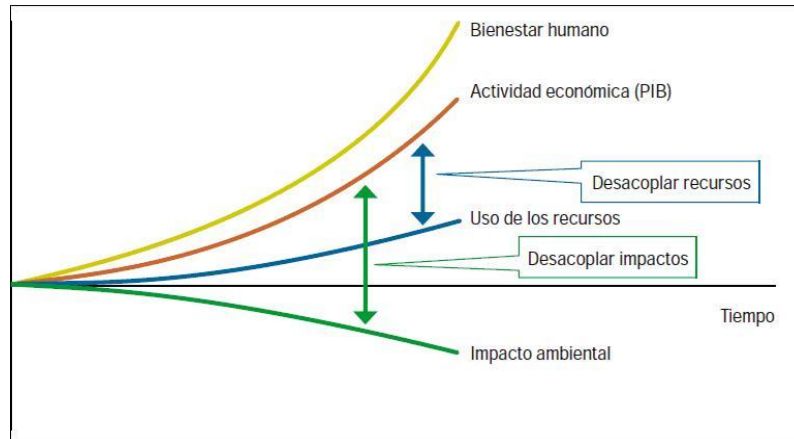 Bienestar humano
Actividad económica (PIB)
Desacoplar recursos
Uso de los recursos
Desacoplar impactos
Tiempo
Impacto ambiental